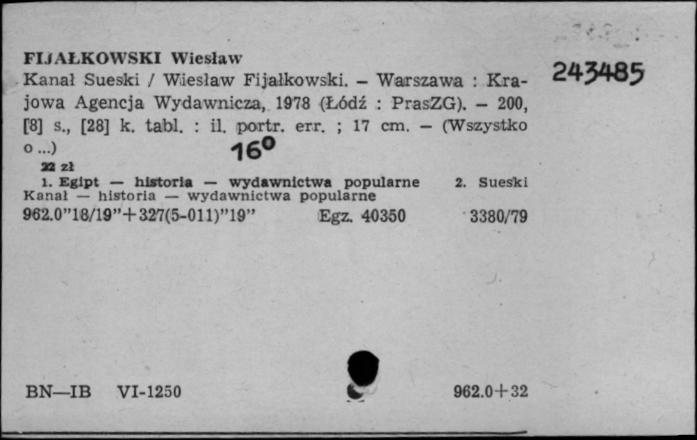 FIJAŁKOWSKI Wiesław
Kanał Sueski / Wiesław Fijałkowski. — Warszawa : Kra-
jowa Agencja Wydawnicza, 1978 (Łódź : PrasZG). — 200,
[8] s., [28] k. tabl. : il. portr. err. ; 17 cm. — (Wszystko
o ...)
22 zł
1. Egipt — historia — wydawnictwa popularne 2. Sueski
Kanał — historia — wydawnictwa popularne
962.0"18/19"+327(5-011)"19" Egz. 40350 3380/79
243485
16°
BN—IB VI-1250 962.0+32